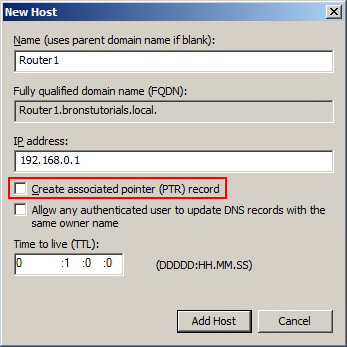 New Host
Name (uses parent domain name if blank):
Router1
Fully qualified domain name (FQDN):
Router1.bronstutorials.local.
IP address:
192.168.0.1
Create associated pointer (PTR) record
Allow any authenticated user to update DNS records with the
same owner name
Time to live (TTL):
0 :1 :0 :0 (DDDDD:HH.MM.SS)
Add Host Cancel